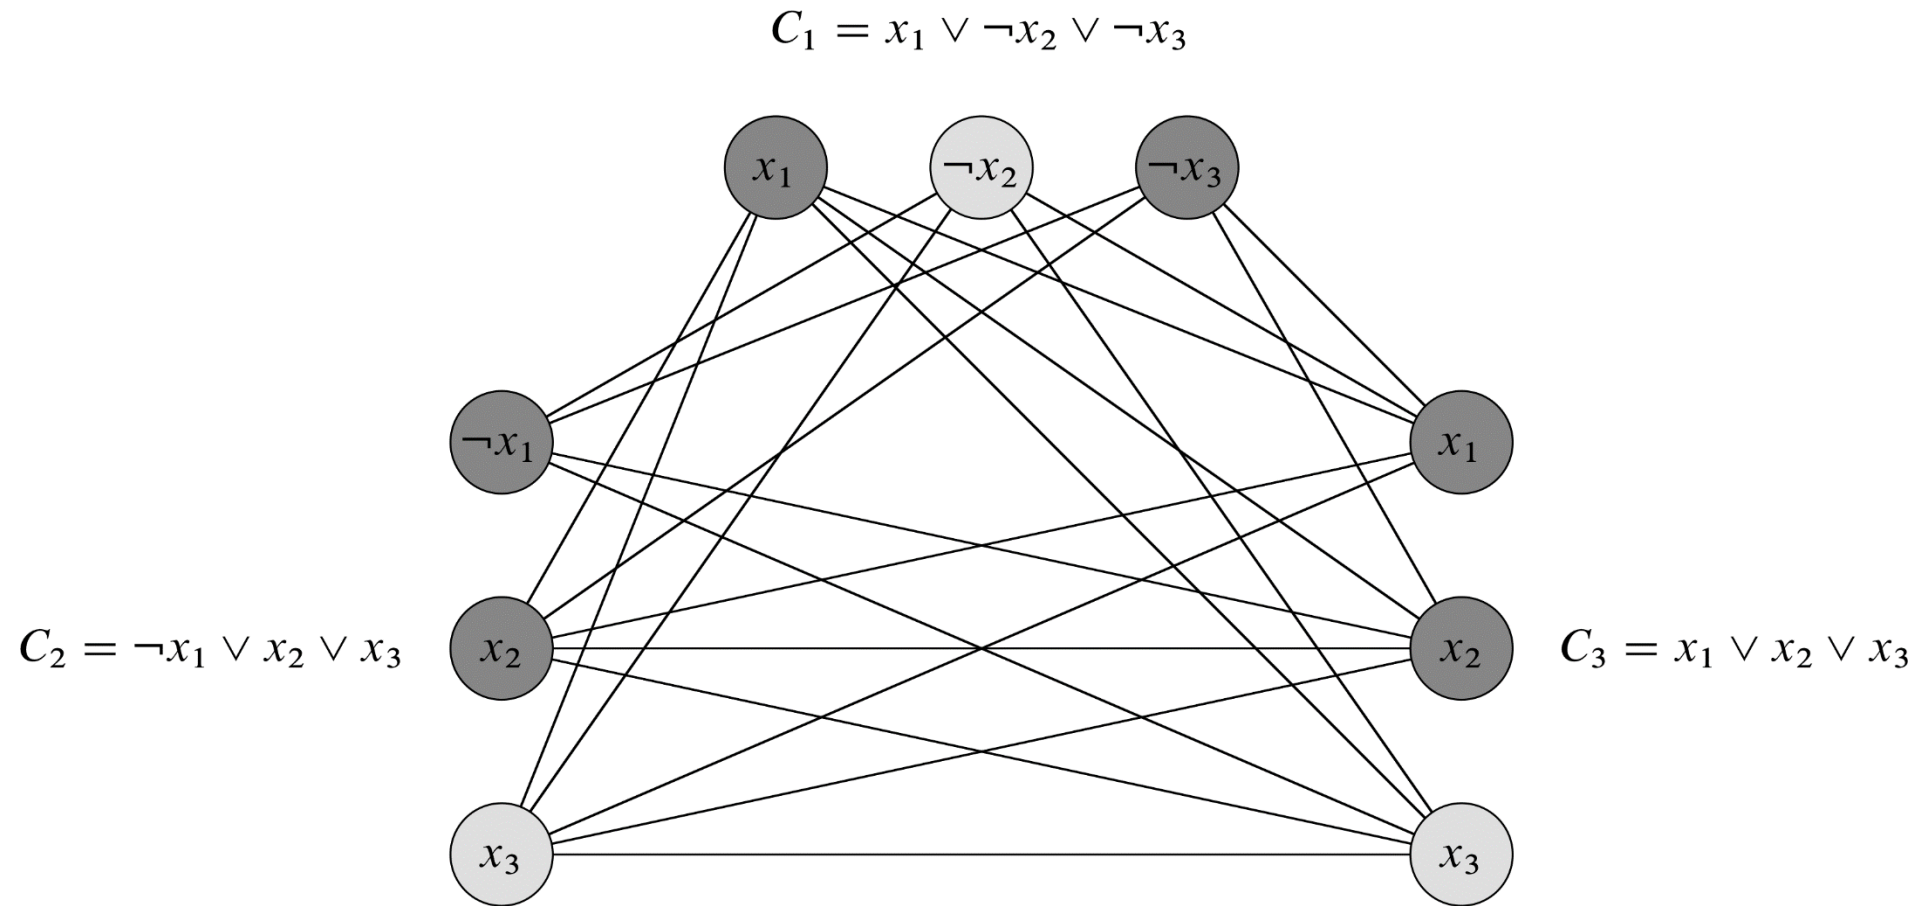 C₁ = x₁ ∨ ¬x₂ ∨ ¬x₃
x₁ ¬x₂ ¬x₃
¬x₁ x₁
C₂ = ¬x₁ ∨ x₂ ∨ x₃ x₂ x₂ C₃ = x₁ ∨ x₂ ∨ x₃
x₃ x₃